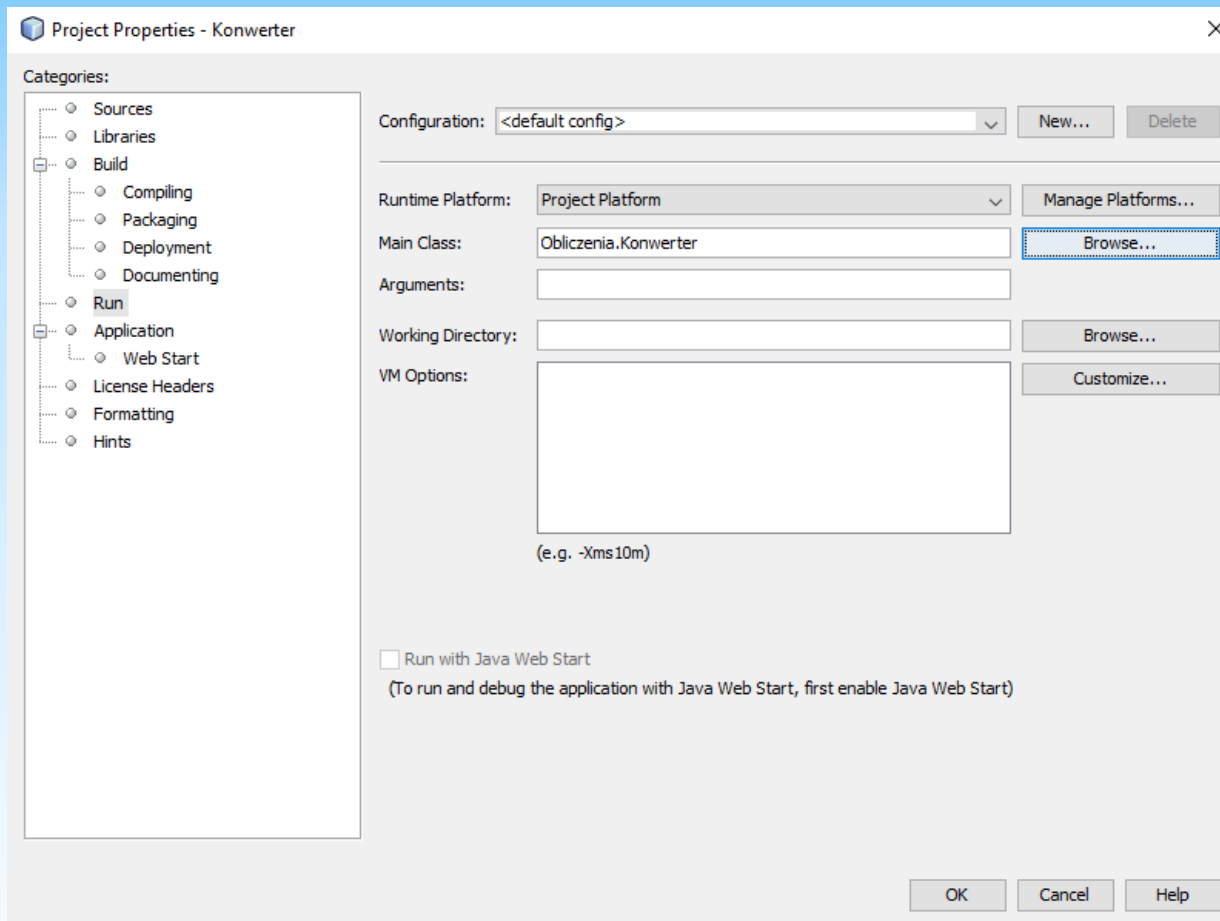 Project Properties - Konwerter
Categories:
Sources
Libraries
Build
Compiling
Packaging
Deployment
Documenting
Run
Application
Web Start
License Headers
Formatting
Hints
Configuration: <default config> New... Delete
Runtime Platform: Project Platform Manage Platforms...
Main Class: Obliczenia.Konwerter Browse...
Arguments:
Working Directory: Browse...
VM Options: Customize...
(e.g. -Xms10m)
Run with Java Web Start
(To run and debug the application with Java Web Start, first enable Java Web Start)
OK Cancel Help